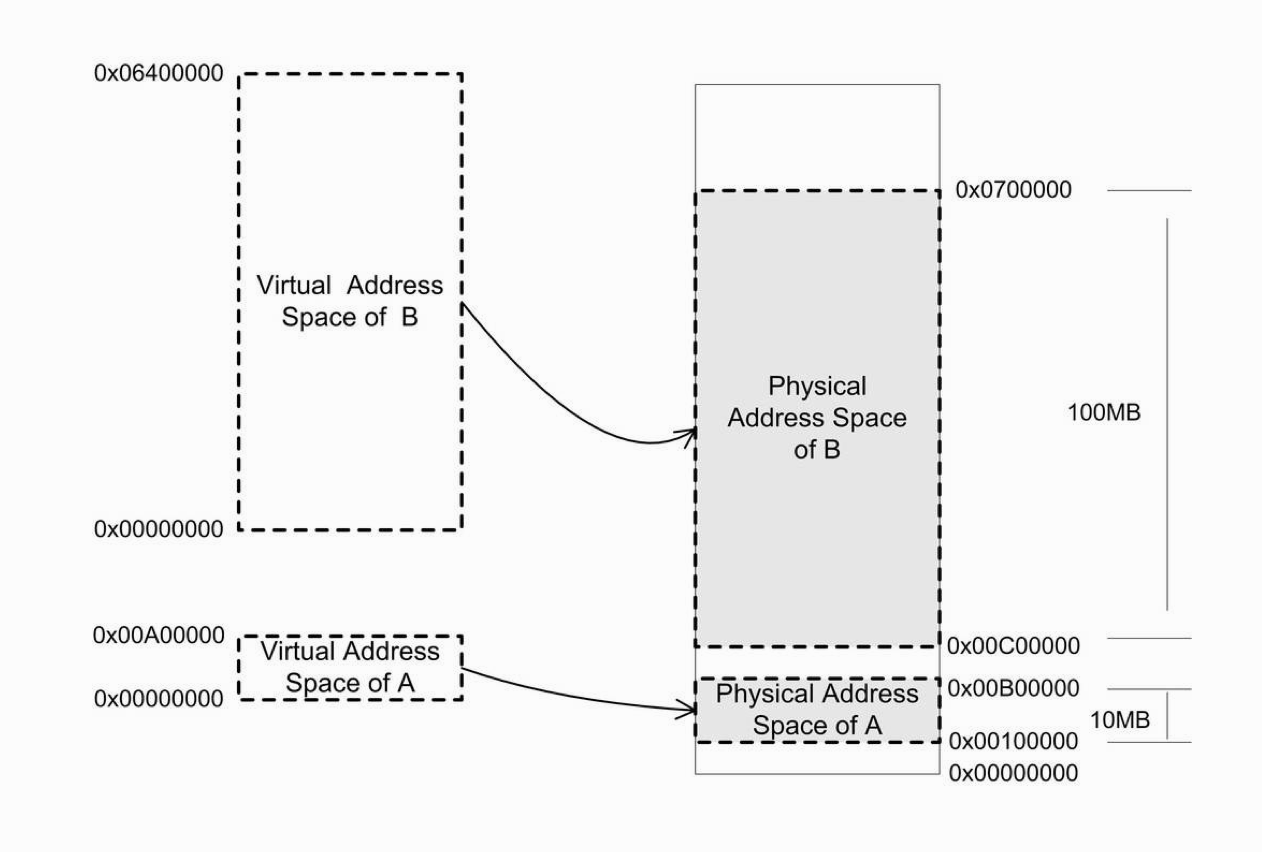 0x06400000
Virtual Address
Space of B
0x00000000
0x00A00000
Virtual Address
Space of A
0x00000000
0x0700000
Physical
Address Space
of B
100MB
0x00C00000
0x00B00000
Physical Address
Space of A
10MB
0x00100000
0x00000000